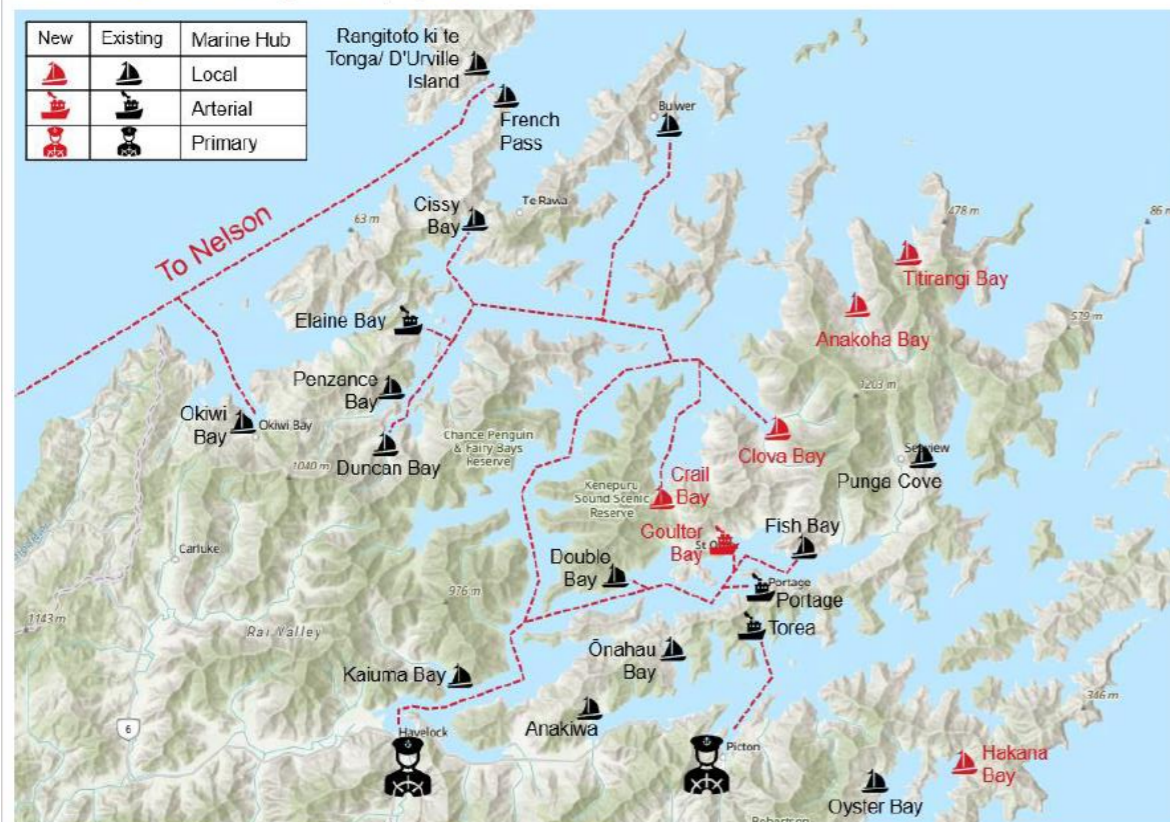 New Existing Marine Hub
Local
Arterial
Primary
Rangitoto ki te
Tonga/ D'Urville
Island
French
Pass
Bulwer
Cissy
Bay
Te Rawa
63 m
478 m
86 m
To Nelson
Titirangi Bay
Elaine Bay
Anakoha Bay
579 m
Penzance
Bay
1203 m
Okiwi
Bay
Okiwi Bay
Duncan Bay
1040 m
Chance Penguin
& Fairy Bays
Reserve
Clova Bay
Punga Cove
Crail
Bay
Kenepuru
Sound Scenic
Reserve
Goulter
Bay
Fish Bay
Carluke
Double
Bay
Portage
Portage
Torea
976 m
1143 m
Rai Valley
Ōnahau
Bay
Kaiuma Bay
346 m
Anakiwa
6
Havelock
Picton
Hakana
Bay
Oyster Bay
Robertson